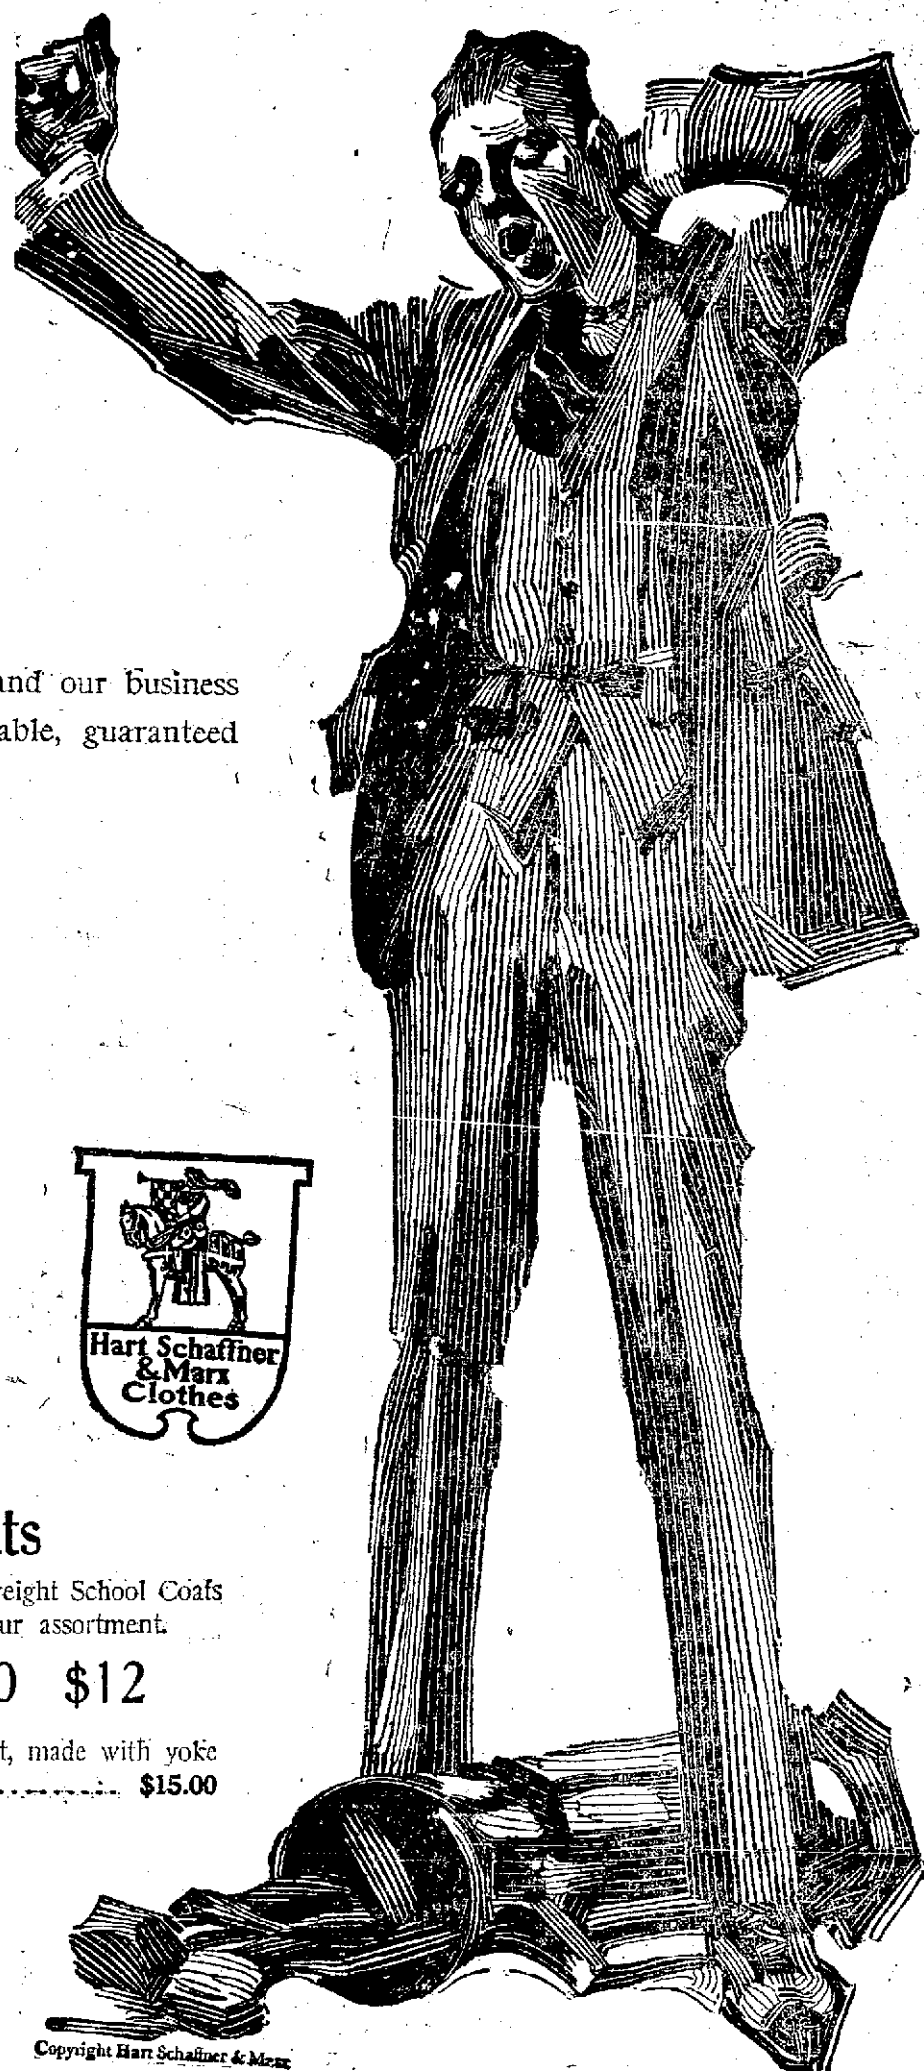 and our business
able, guaranteed
Hart Schaffner
& Marx
Clothes
ts
eight School Coats
ur assortment.
0 $12
t, made with yoke
$15.00
Copyright Hart Schaffner & Marx